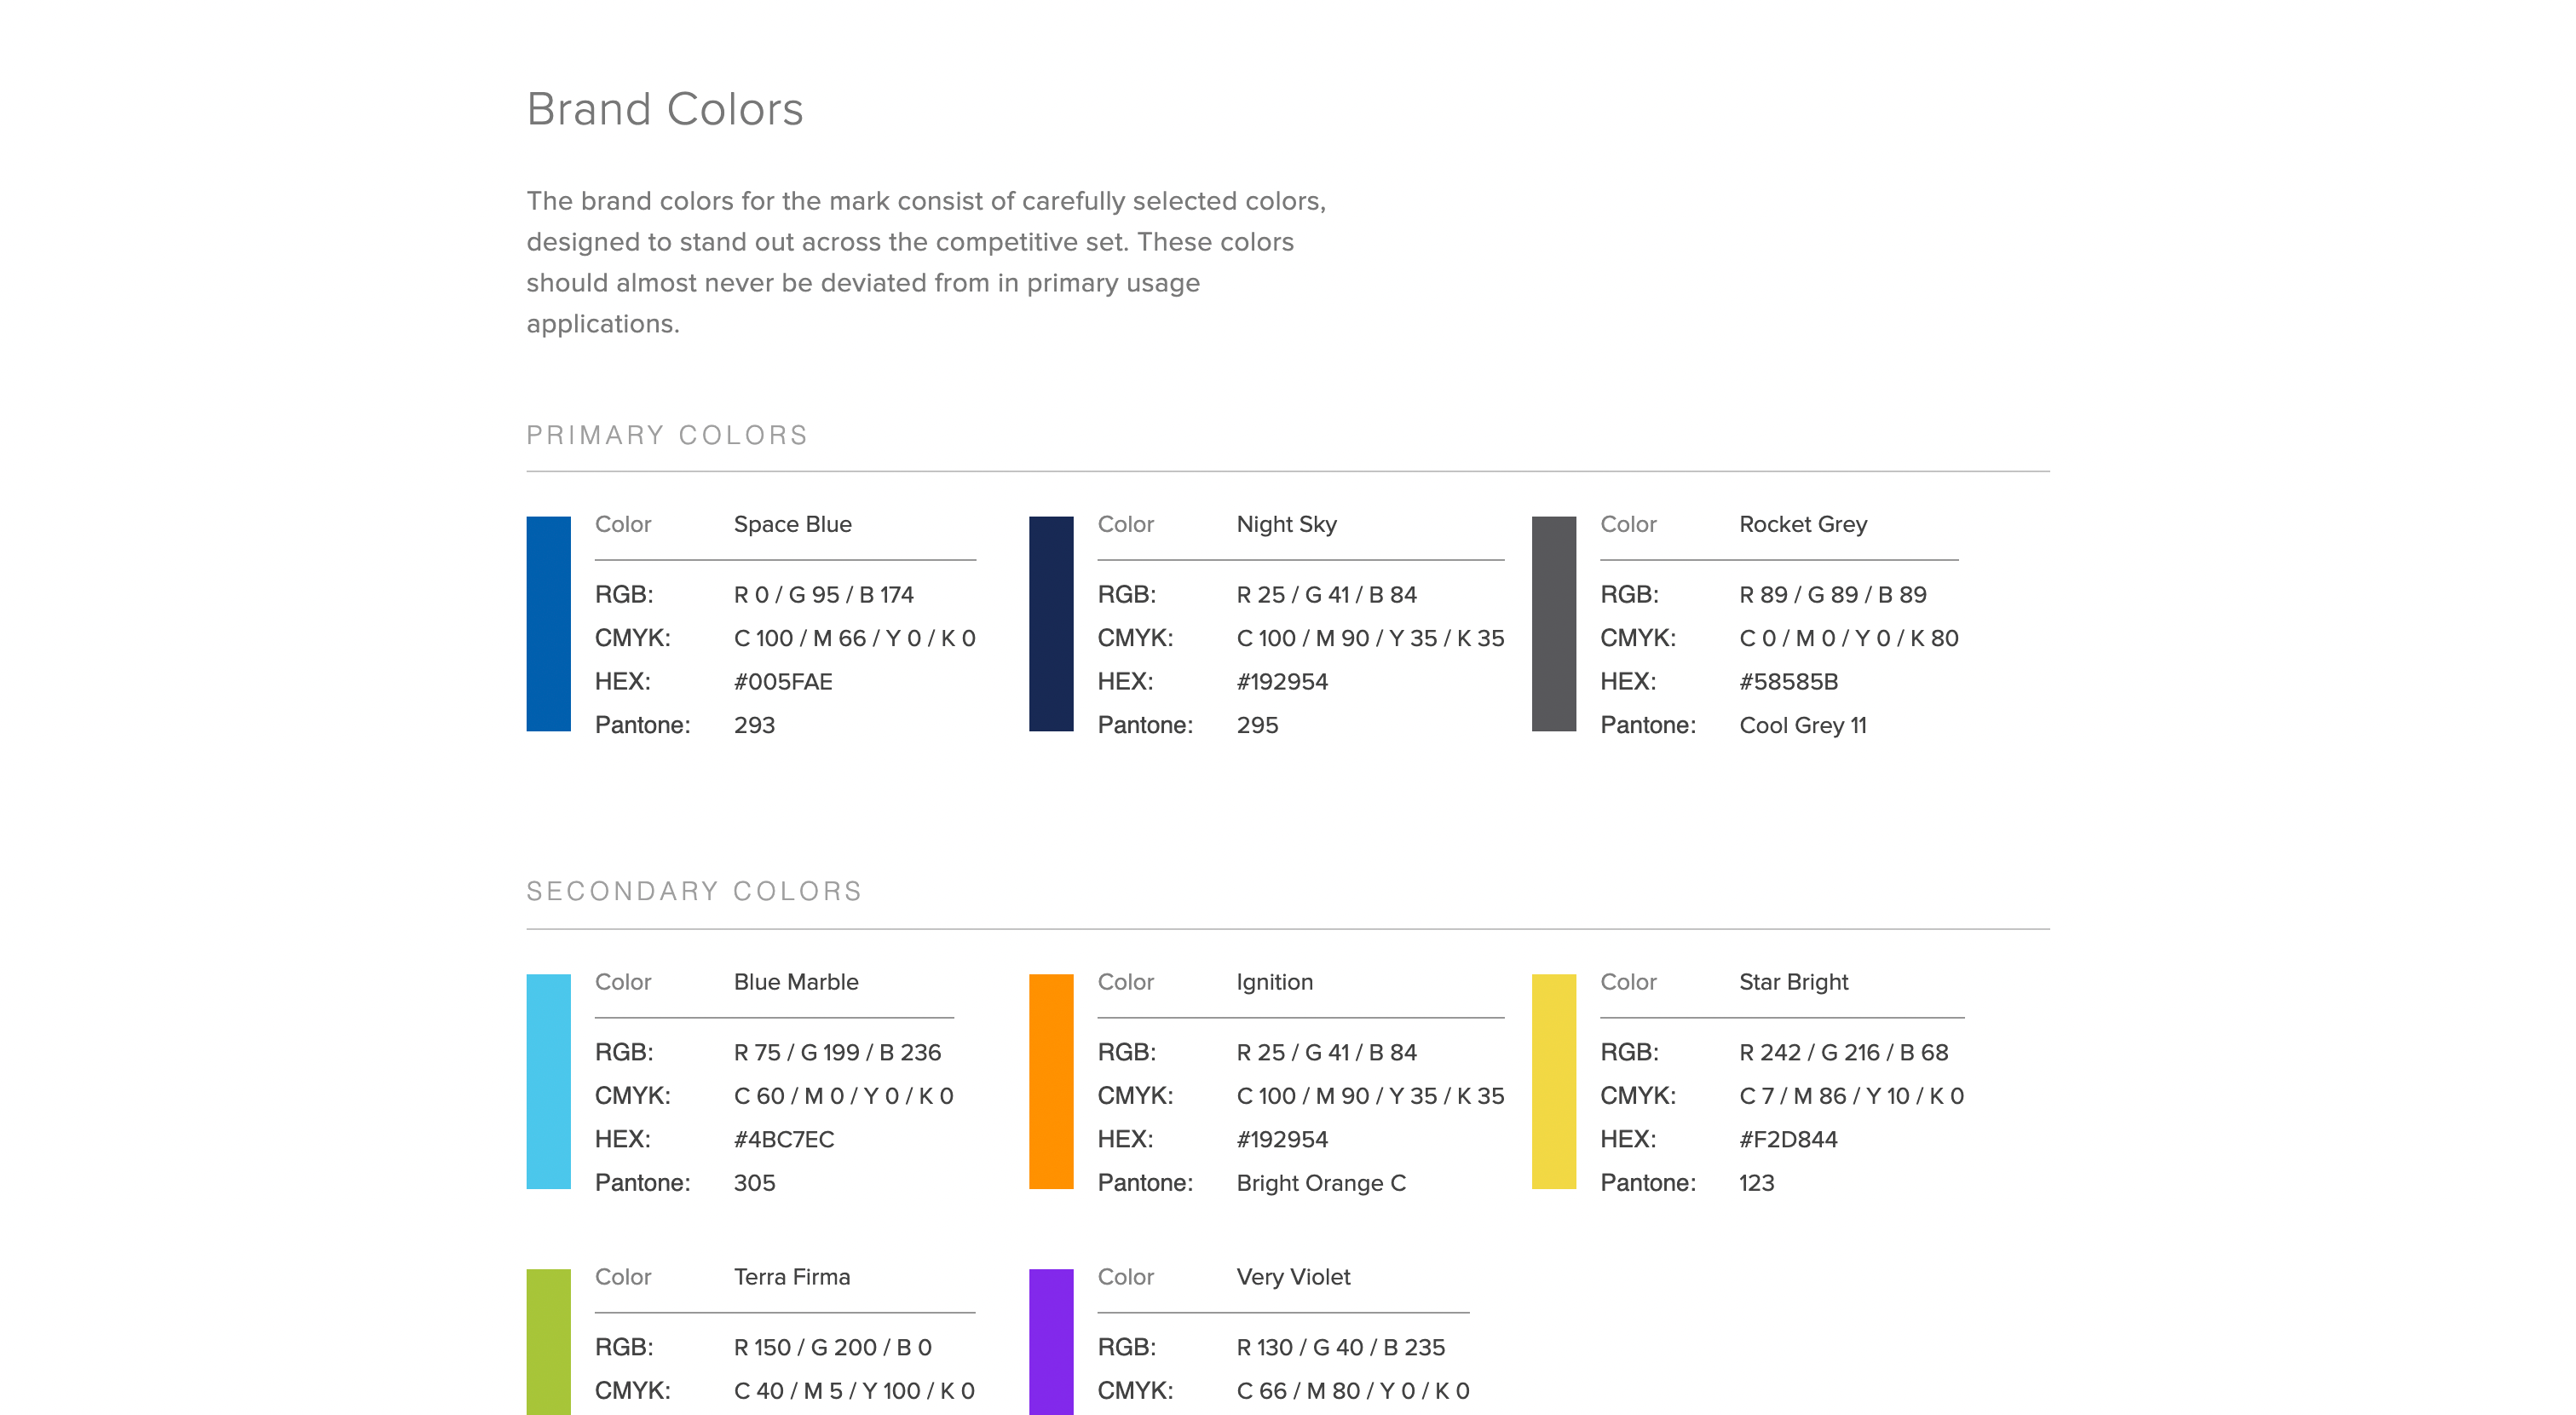 Brand Colors
The brand colors for the mark consist of carefully selected colors,
designed to stand out across the competitive set. These colors
should almost never be deviated from in primary usage
applications.
PRIMARY COLORS
Color Space Blue
RGB: R 0 / G 95 / B 174
CMYK: C 100 / M 66 / Y 0 / K 0
HEX: #005FAE
Pantone: 293
Color Night Sky
RGB: R 25 / G 41 / B 84
CMYK: C 100 / M 90 / Y 35 / K 35
HEX: #192954
Pantone: 295
Color Rocket Grey
RGB: R 89 / G 89 / B 89
CMYK: C 0 / M 0 / Y 0 / K 80
HEX: #58585B
Pantone: Cool Grey 11
SECONDARY COLORS
Color Blue Marble
RGB: R 75 / G 199 / B 236
CMYK: C 60 / M 0 / Y 0 / K 0
HEX: #4BC7EC
Pantone: 305
Color Ignition
RGB: R 25 / G 41 / B 84
CMYK: C 100 / M 90 / Y 35 / K 35
HEX: #192954
Pantone: Bright Orange C
Color Star Bright
RGB: R 242 / G 216 / B 68
CMYK: C 7 / M 86 / Y 10 / K 0
HEX: #F2D844
Pantone: 123
Color Terra Firma
RGB: R 150 / G 200 / B 0
CMYK: C 40 / M 5 / Y 100 / K 0
Color Very Violet
RGB: R 130 / G 40 / B 235
CMYK: C 66 / M 80 / Y 0 / K 0